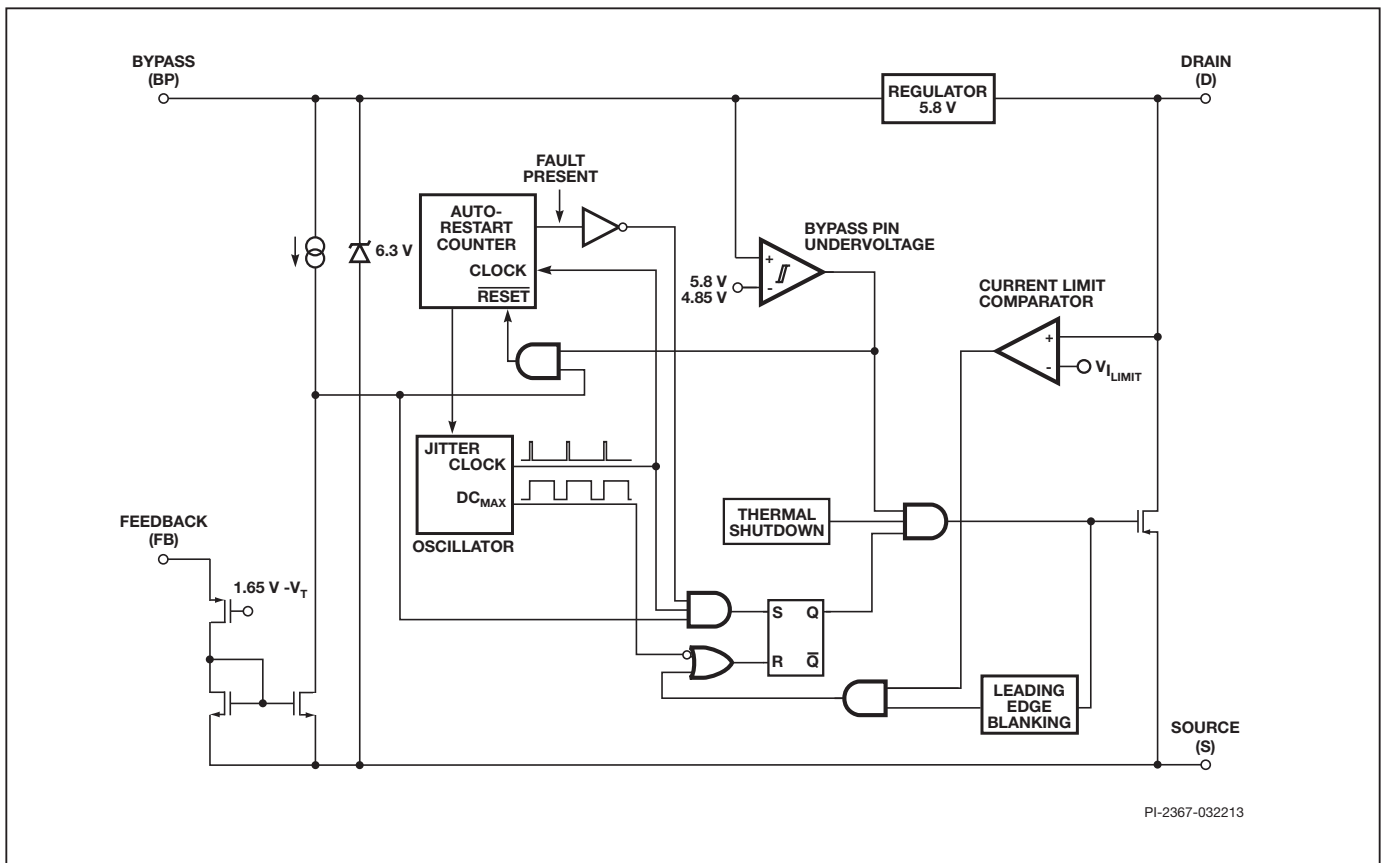 BYPASS
(BP)
DRAIN
(D)
REGULATOR
5.8 V
FAULT
PRESENT
AUTO-
RESTART
COUNTER
CLOCK
RESET
6.3 V
BYPASS PIN
UNDERVOLTAGE
+
-
5.8 V
4.85 V
CURRENT LIMIT
COMPARATOR
+
-
VILIMIT
JITTER
CLOCK
DCMAX
OSCILLATOR
THERMAL
SHUTDOWN
FEEDBACK
(FB)
1.65 V -VT
S Q
R Q̅
LEADING
EDGE
BLANKING
SOURCE
(S)
PI-2367-032213